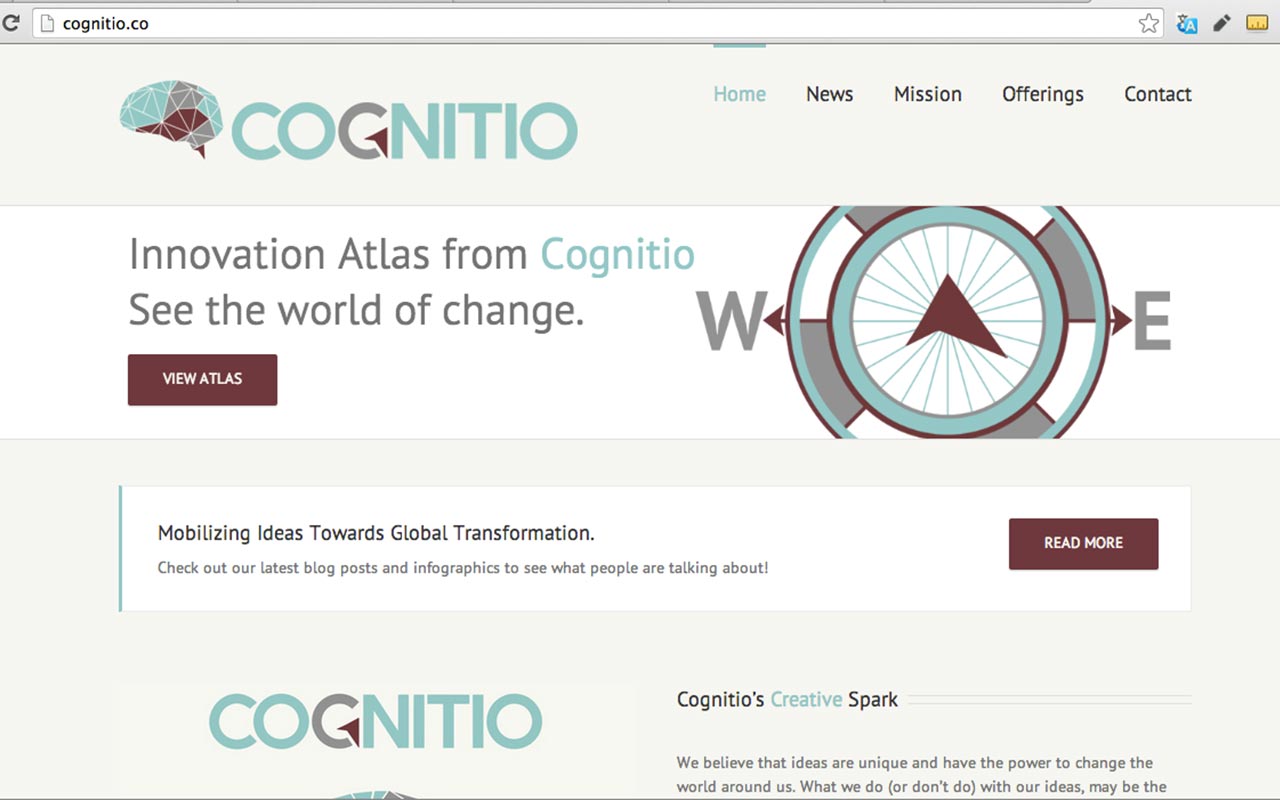 cognitio.co
COGNITIO
Home News Mission Offerings Contact
Innovation Atlas from Cognitio
See the world of change.
VIEW ATLAS
W E
Mobilizing Ideas Towards Global Transformation.
Check out our latest blog posts and infographics to see what people are talking about!
READ MORE
COGNITIO
Cognitio's Creative Spark
We believe that ideas are unique and have the power to change the
world around us. What we do (or don't do) with our ideas, may be the